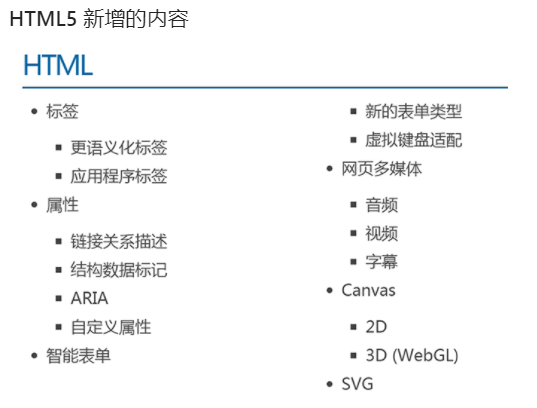 HTML5 新增的内容
HTML
• 标签
▪ 更语义化标签
▪ 应用程序标签
• 属性
▪ 链接关系描述
▪ 结构数据标记
▪ ARIA
▪ 自定义属性
• 智能表单
▪ 新的表单类型
▪ 虚拟键盘适配
• 网页多媒体
▪ 音频
▪ 视频
▪ 字幕
• Canvas
▪ 2D
▪ 3D (WebGL)
• SVG